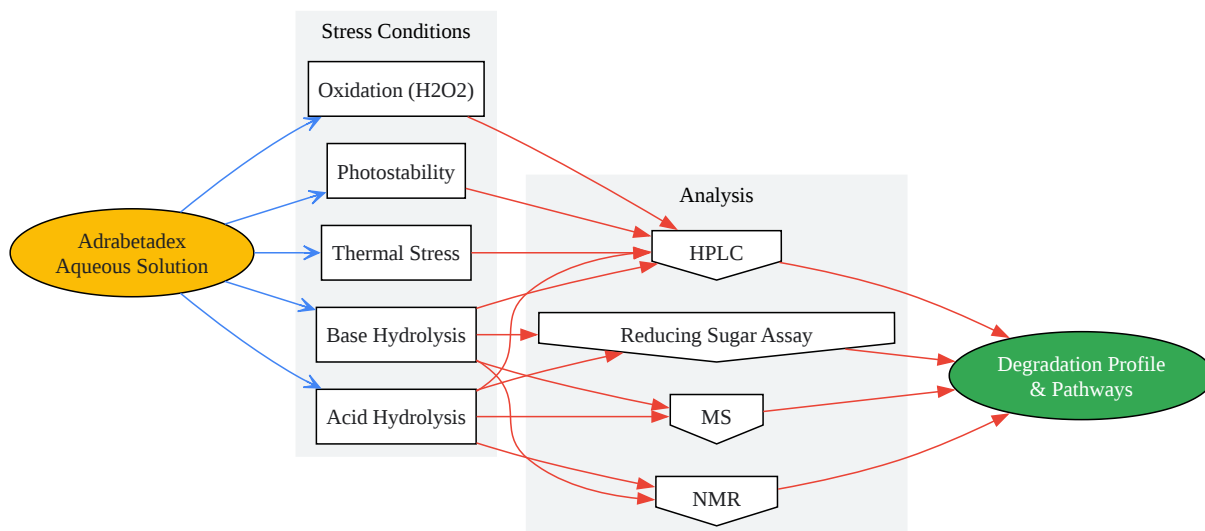 Stress Conditions
Oxidation (H2O2)
Photostability
Analysis
Adrabetadex
Aqueous Solution
Thermal Stress
HPLC
Base Hydrolysis
Reducing Sugar Assay
Degradation Profile
& Pathways
Acid Hydrolysis
MS
NMR